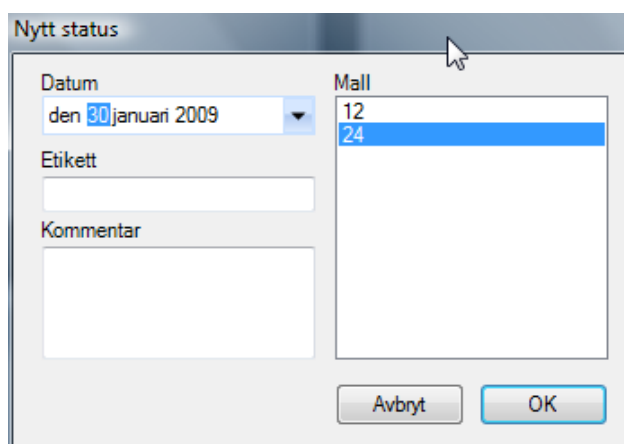 Nytt status
Datum
den 30 januari 2009
Etikett
Kommentar
Mall
12
24
Avbryt
OK